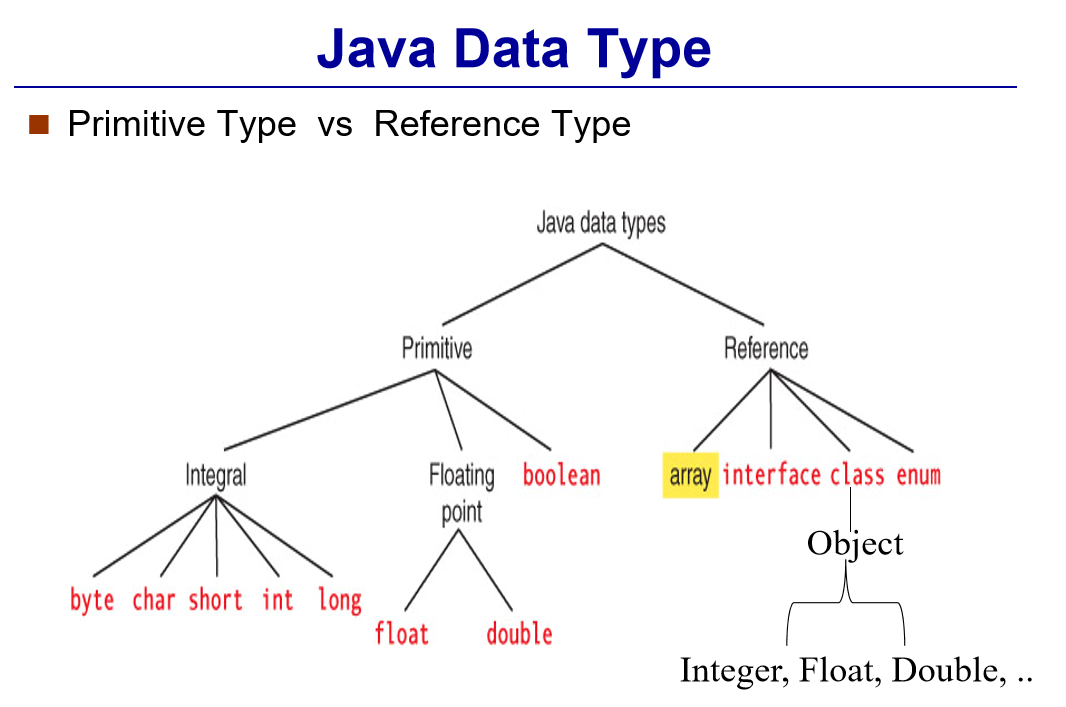 Java Data Type
Primitive Type vs Reference Type
Java data types
Primitive
Reference
Integral
Floating point
boolean
array
interface
class
enum
byte
char
short
int
long
float
double
Object
Integer, Float, Double, ..